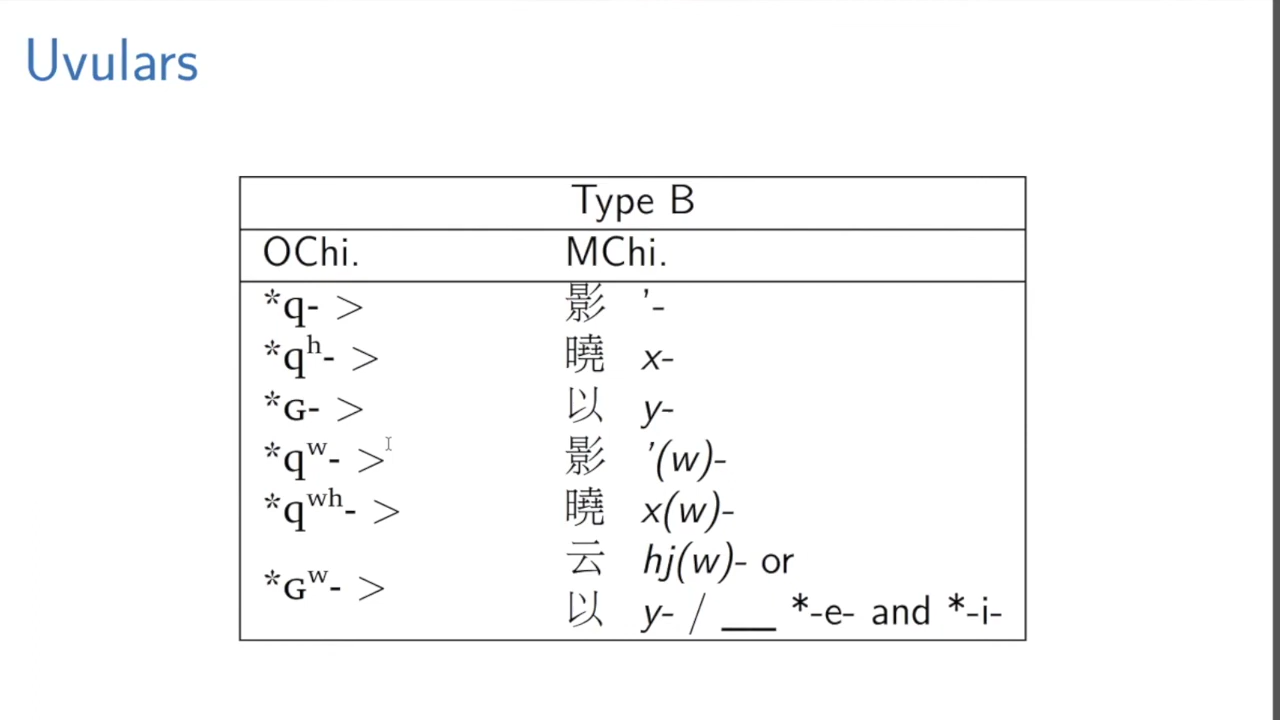 Uvulars
Type B
OChi. MChi.
*q- > 影 ’-
*qʰ- > 曉 x-
*ɢ- > 以 y-
*qʷ- > 影 ’(w)-
*qʷʰ- > 曉 x(w)-
*ɢʷ- > 云 hj(w)- or
以 y- / ___ *-e- and *-i-